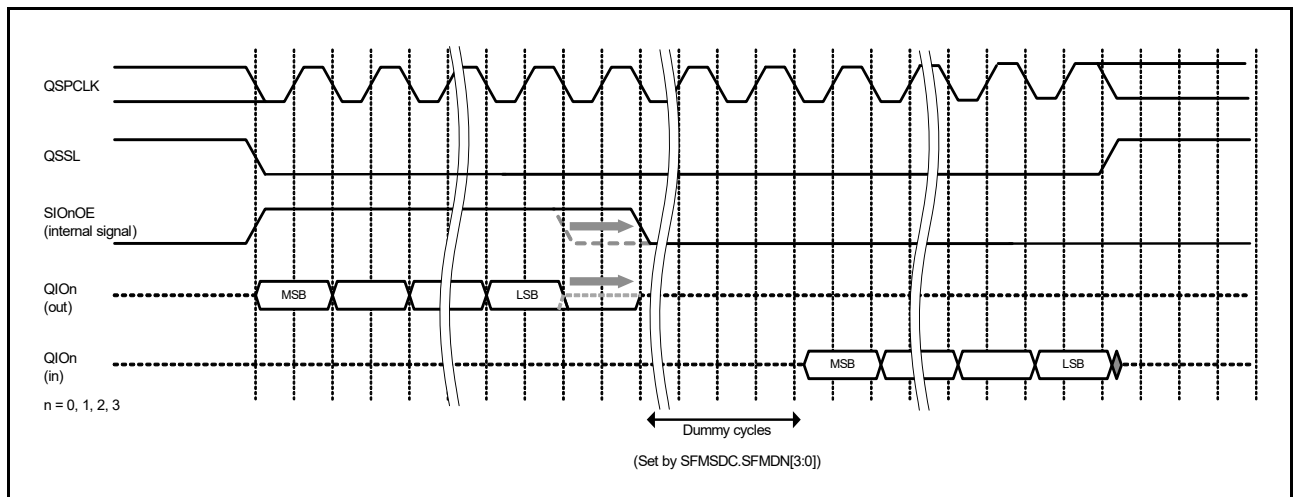 QSPCLK
QSSL
SIOnOE
(internal signal)
QIOn
(out)
MSB
LSB
QIOn
(in)
MSB
LSB
n = 0, 1, 2, 3
Dummy cycles
(Set by SFMSDC.SFMDN[3:0])